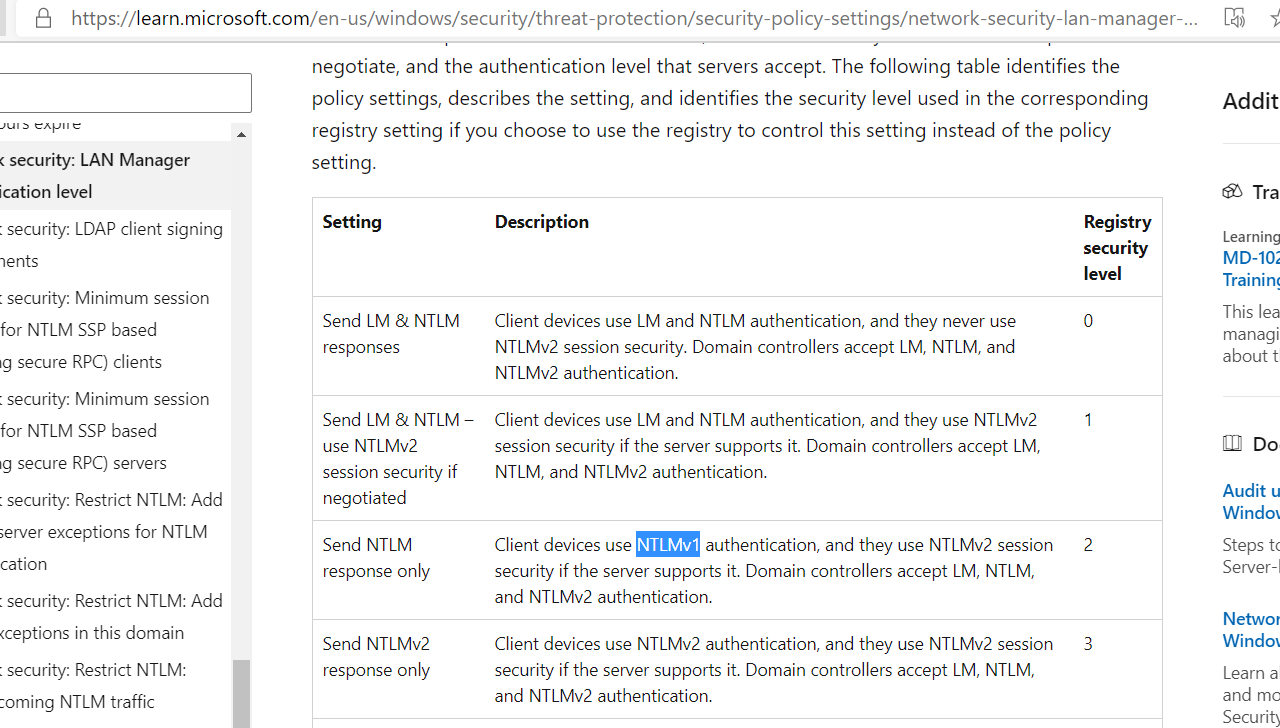 https://learn.microsoft.com/en-us/windows/security/threat-protection/security-policy-settings/network-security-lan-manager-...
negotiate, and the authentication level that servers accept. The following table identifies the
policy settings, describes the setting, and identifies the security level used in the corresponding
registry setting if you choose to use the registry to control this setting instead of the policy
setting.
ours expire
k security: LAN Manager
ication level
k security: LDAP client signing
ments
k security: Minimum session
for NTLM SSP based
ng secure RPC) clients
k security: Minimum session
for NTLM SSP based
ng secure RPC) servers
k security: Restrict NTLM: Add
server exceptions for NTLM
cation
k security: Restrict NTLM: Add
xceptions in this domain
k security: Restrict NTLM:
coming NTLM traffic
Setting
Description
Registry
security
level
Send LM & NTLM
responses
Client devices use LM and NTLM authentication, and they never use
NTLMv2 session security. Domain controllers accept LM, NTLM, and
NTLMv2 authentication.
0
Send LM & NTLM –
use NTLMv2
session security if
negotiated
Client devices use LM and NTLM authentication, and they use NTLMv2
session security if the server supports it. Domain controllers accept LM,
NTLM, and NTLMv2 authentication.
1
Send NTLM
response only
Client devices use NTLMv1 authentication, and they use NTLMv2 session
security if the server supports it. Domain controllers accept LM, NTLM,
and NTLMv2 authentication.
2
Send NTLMv2
response only
Client devices use NTLMv2 authentication, and they use NTLMv2 session
security if the server supports it. Domain controllers accept LM, NTLM,
and NTLMv2 authentication.
3
Addit
Tra
Learning
MD-102
Training
This lea
managi
about t
Do
Audit u
Window
Steps to
Server-
Networ
Window
Learn a
and mo
Security